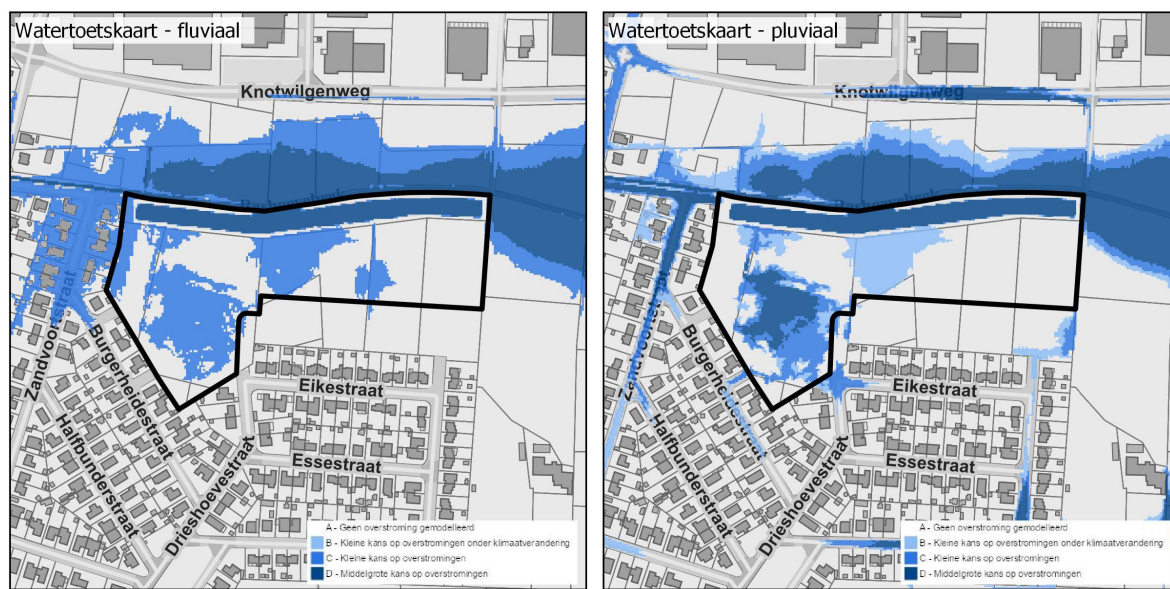 Watertoetskaart - fluviaal
Knotwilgenweg
Zandvoortstraat
Burgerheidestraat
Halfbunderstraat
Drieshoevestraat
Eikestraat
Essestraat
A - Geen overstroming gemodelleerd
B - Kleine kans op overstromingen onder klimaatverandering
C - Kleine kans op overstromingen
D - Middelgrote kans op overstromingen
Watertoetskaart - pluviaal
Knotwilgenweg
Burgerheidestraat
Halfbunderstraat
Drieshoevestraat
Eikestraat
Essestraat
A - Geen overstroming gemodelleerd
B - Kleine kans op overstromingen onder klimaatverandering
C - Kleine kans op overstromingen
D - Middelgrote kans op overstromingen